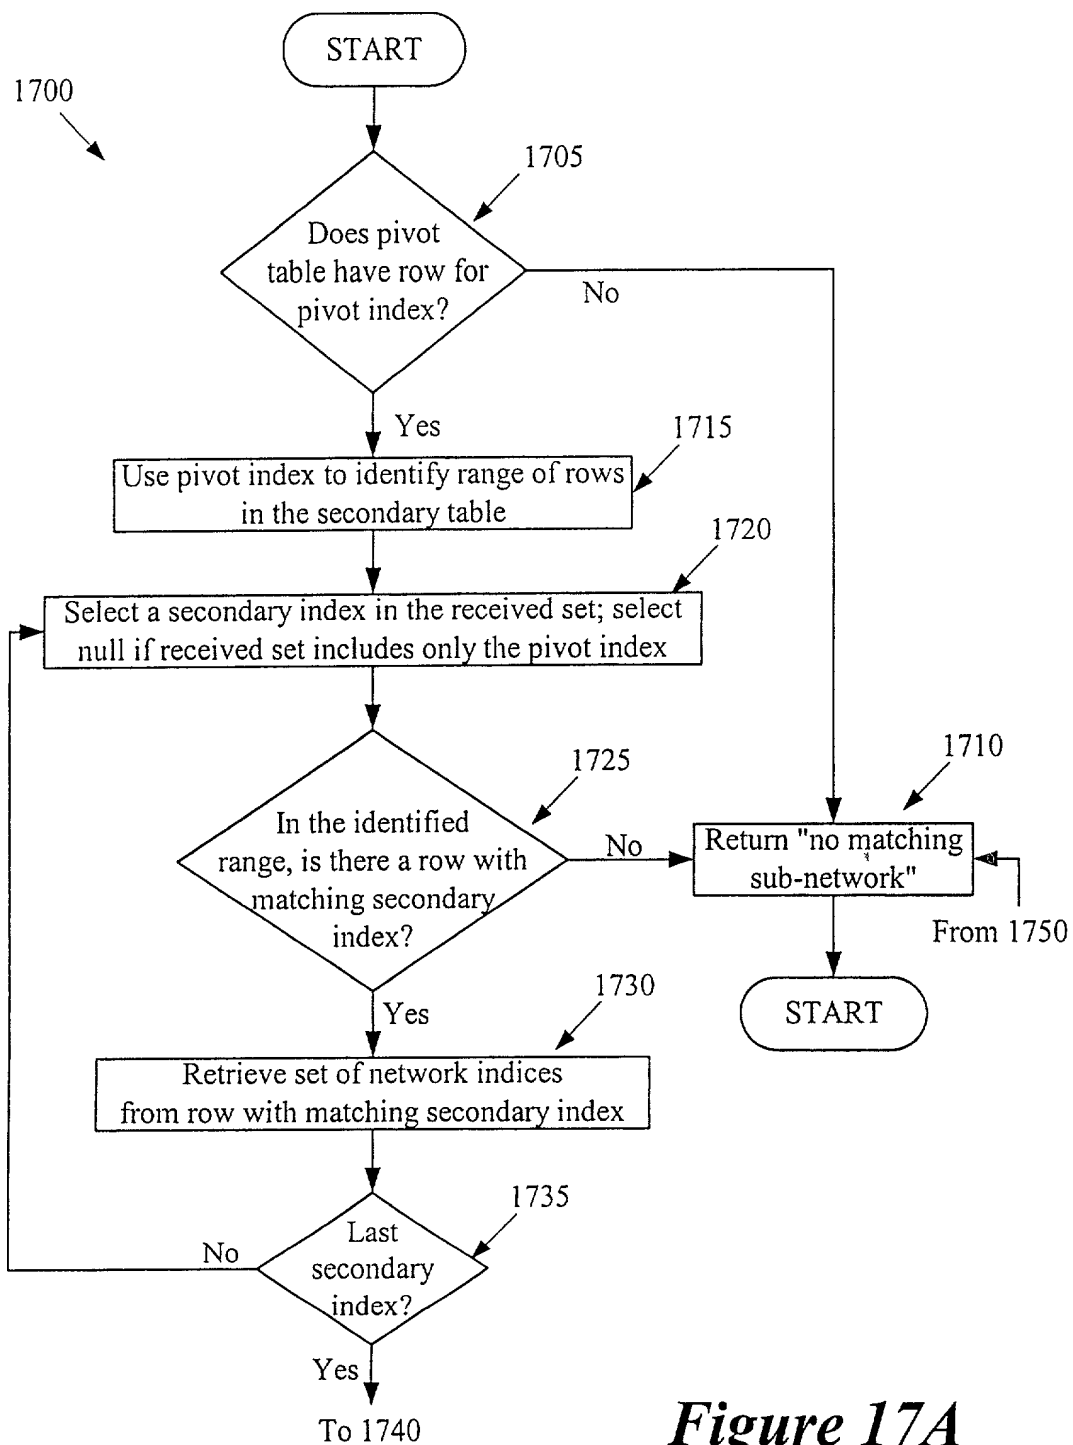 START
1700
1705
Does pivot
table have row for
pivot index?
No
Yes
1715
Use pivot index to identify range of rows
in the secondary table
1720
Select a secondary index in the received set; select
null if received set includes only the pivot index
1725
In the identified
range, is there a row with
matching secondary
index?
No
1710
Return "no matching
sub-network"
From 1750
START
Yes
1730
Retrieve set of network indices
from row with matching secondary index
1735
Last
secondary
index?
No
Yes
To 1740
Figure 17A